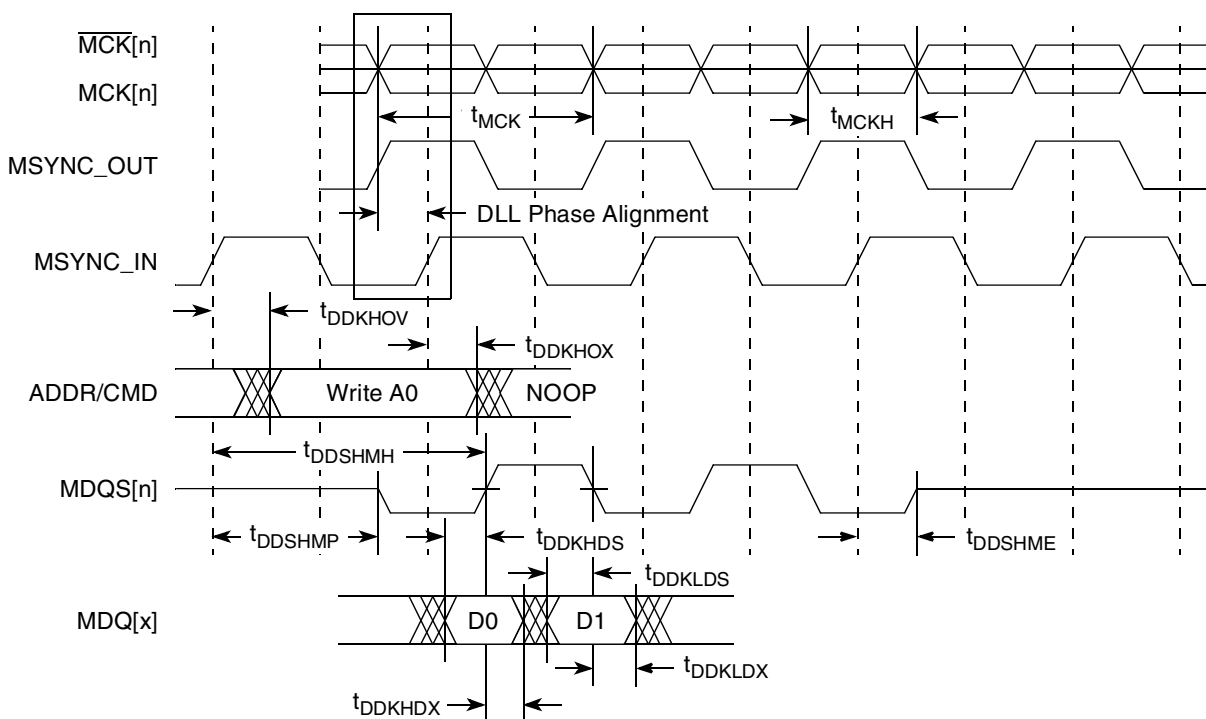 M̅C̅K̅[n]
MCK[n]
tMCK
tMCKH
MSYNC_OUT
DLL Phase Alignment
MSYNC_IN
tDDKHOV
tDDKHOX
ADDR/CMD
Write A0
NOOP
tDDSHMH
MDQS[n]
tDDSHMP
tDDKHDS
tDDSHME
tDDKLDS
MDQ[x]
D0
D1
tDDKLDX
tDDKHDX